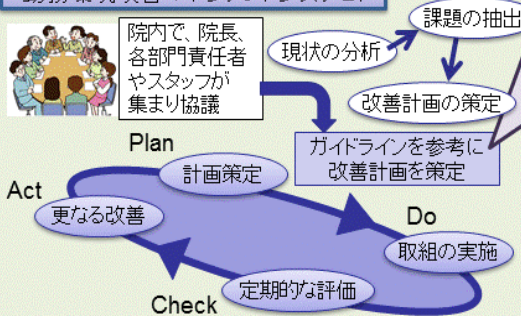 院内で、院長、
各部門責任者
やスタッフが
集まり協議
現状の分析
課題の抽出
改善計画の策定
ガイドラインを参考に
改善計画を策定
Plan
計画策定
Act
更なる改善
Do
取組の実施
定期的な評価
Check